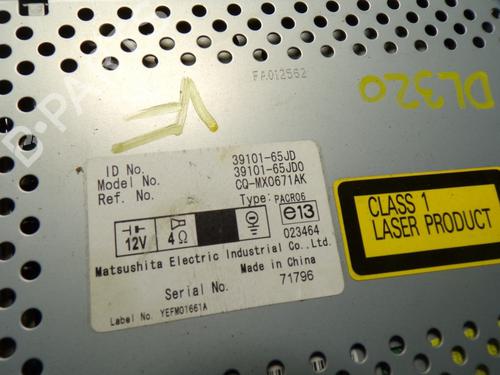 FA012562
DL320
ID No. 39101-65JD
Model No. 39101-65JD0
Ref. No. CQ-MX0671AK
Type: PACR06
12V 4Ω e13
023464
Matsushita Electric Industrial Co.,Ltd.
Made in China
Serial No. 71796
Label No. YEFM01661A
CLASS 1
LASER PRODUCT